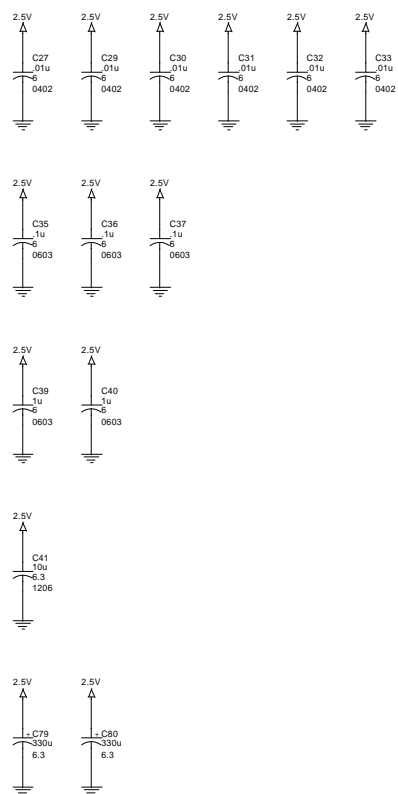 2.5V 2.5V 2.5V 2.5V 2.5V 2.5V
C27 C29 C30 C31 C32 C33
.01u .01u .01u .01u .01u .01u
6 6 6 6 6 6
0402 0402 0402 0402 0402 0402
2.5V 2.5V 2.5V
C35 C36 C37
.1u .1u .1u
6 6 6
0603 0603 0603
2.5V 2.5V
C39 C40
1u 1u
6 6
0603 0603
2.5V
C41
10u
6.3
1206
2.5V 2.5V
+ C79 + C80
330u 330u
6.3 6.3